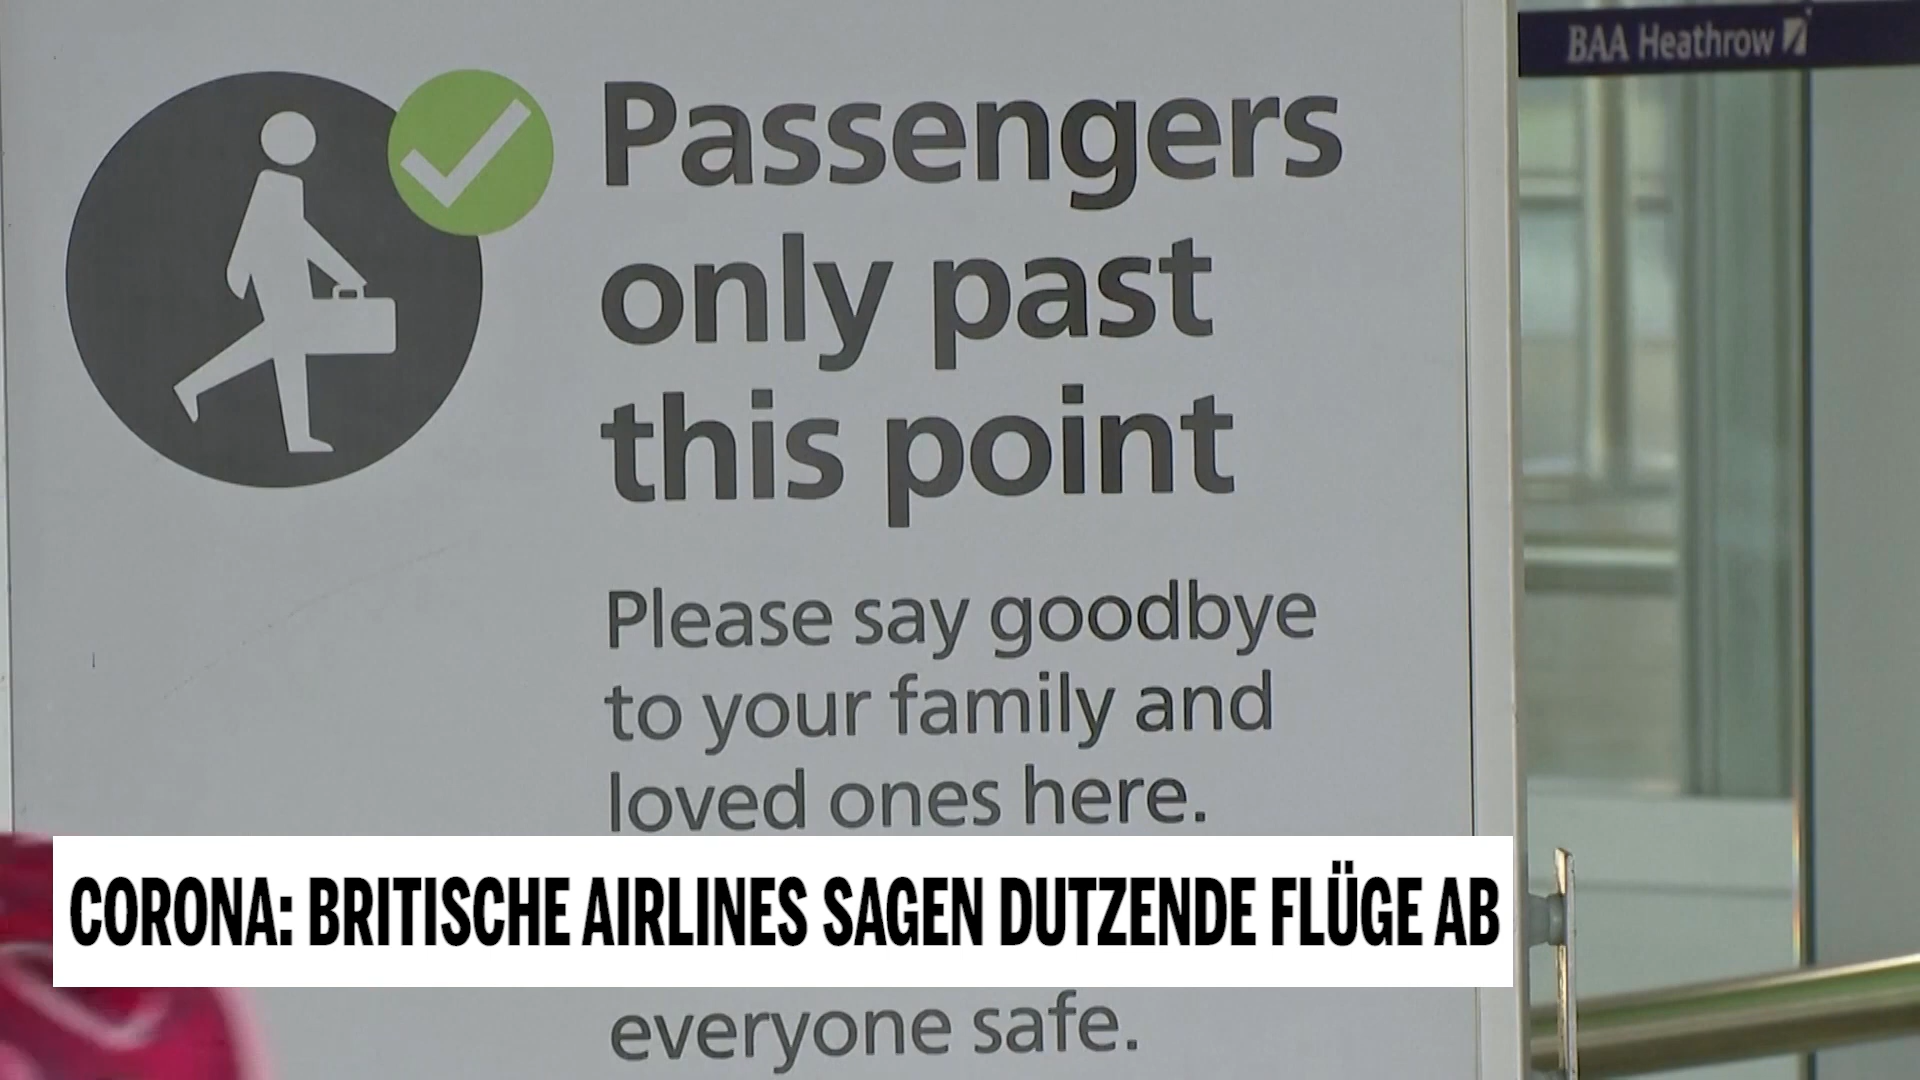 BAA Heathrow
Passengers
only past
this point
Please say goodbye
to your family and
loved ones here.
CORONA: BRITISCHE AIRLINES SAGEN DUTZENDE FLÜGE AB
everyone safe.